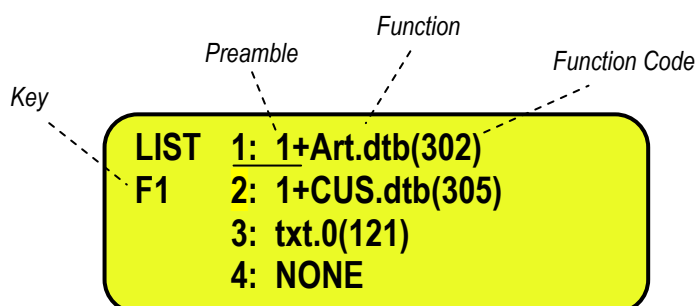 Function
Preamble
Function Code
Key
LIST 1: 1+Art.dtb(302)
F1 2: 1+CUS.dtb(305)
3: txt.0(121)
4: NONE